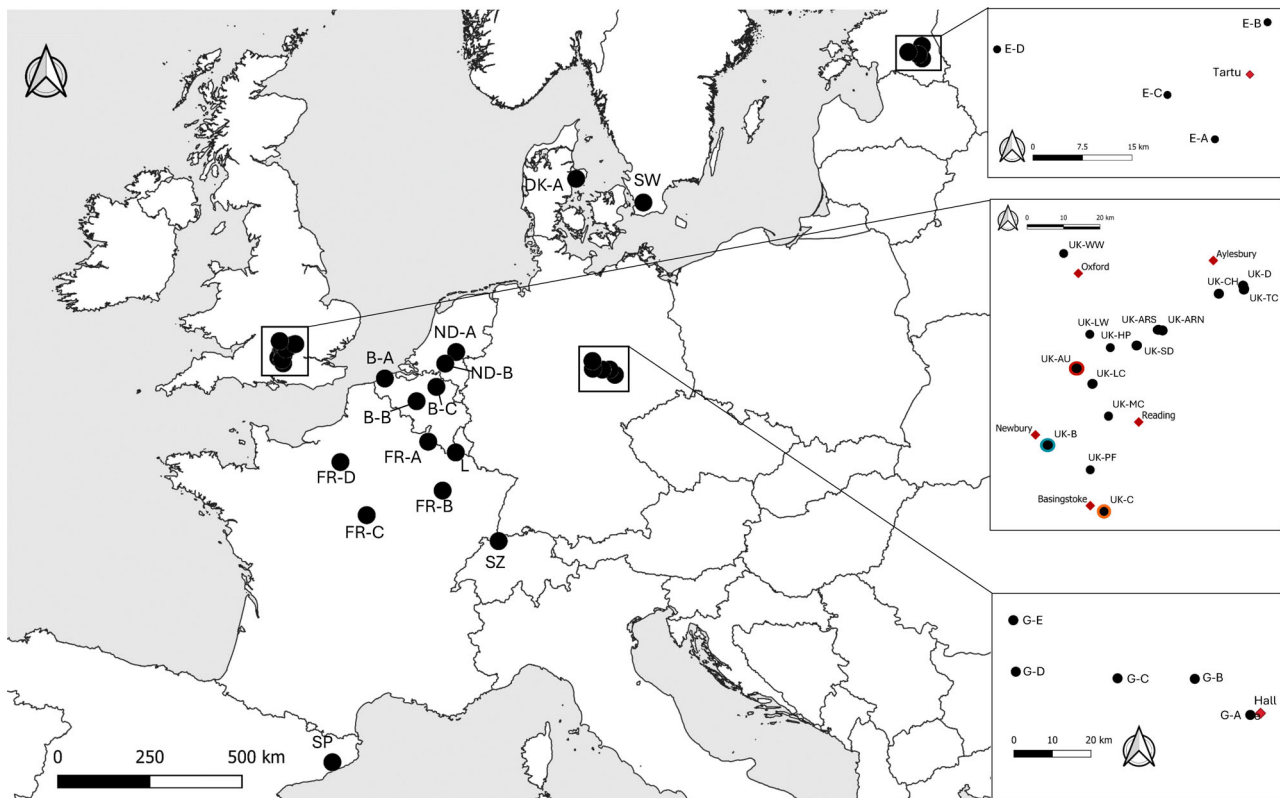 DK-A
SW
ND-A
B-A
ND-B
B-C
B-B
FR-A
L
FR-D
FR-B
FR-C
SZ
SP
0 250 500 km
E-B
E-D
Tartu
E-C
E-A
0 7.5 15 km
0 10 20 km
UK-WW
Oxford
Aylesbury
UK-D
UK-CH
UK-TC
UK-ARS UK-ARN
UK-LW
UK-HP
UK-SD
UK-AU
UK-LC
UK-MC
Reading
Newbury
UK-B
UK-PF
Basingstoke
UK-C
G-E
G-D
G-C
G-B
Hall
G-A e
0 10 20 km